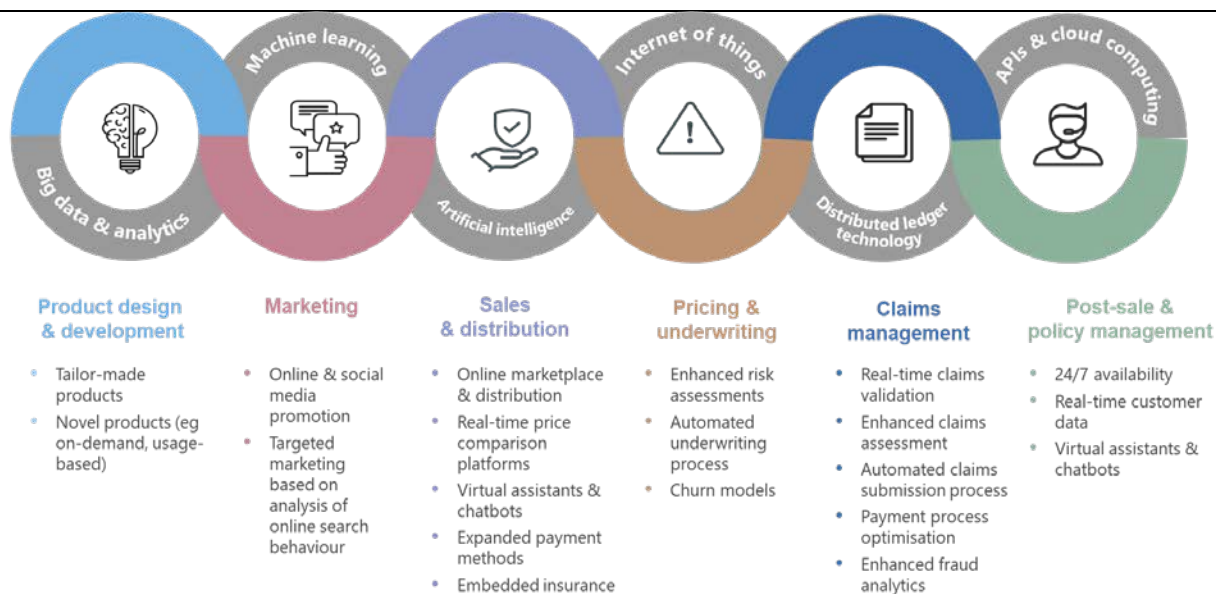 Big data & analytics
Machine learning
Artificial intelligence
Internet of things
Distributed ledger
technology
APIs & cloud computing
Product design
& development
Tailor-made
products
Novel products (eg
on-demand, usage-
based)
Marketing
Online & social
media
promotion
Targeted
marketing
based on
analysis of
online search
behaviour
Sales
& distribution
Online marketplace
& distribution
Real-time price
comparison
platforms
Virtual assistants &
chatbots
Expanded payment
methods
Embedded insurance
Pricing &
underwriting
Enhanced risk
assessments
Automated
underwriting
process
Churn models
Claims
management
Real-time claims
validation
Enhanced claims
assessment
Automated claims
submission process
Payment process
optimisation
Enhanced fraud
analytics
Post-sale &
policy management
24/7 availability
Real-time customer
data
Virtual assistants &
chatbots